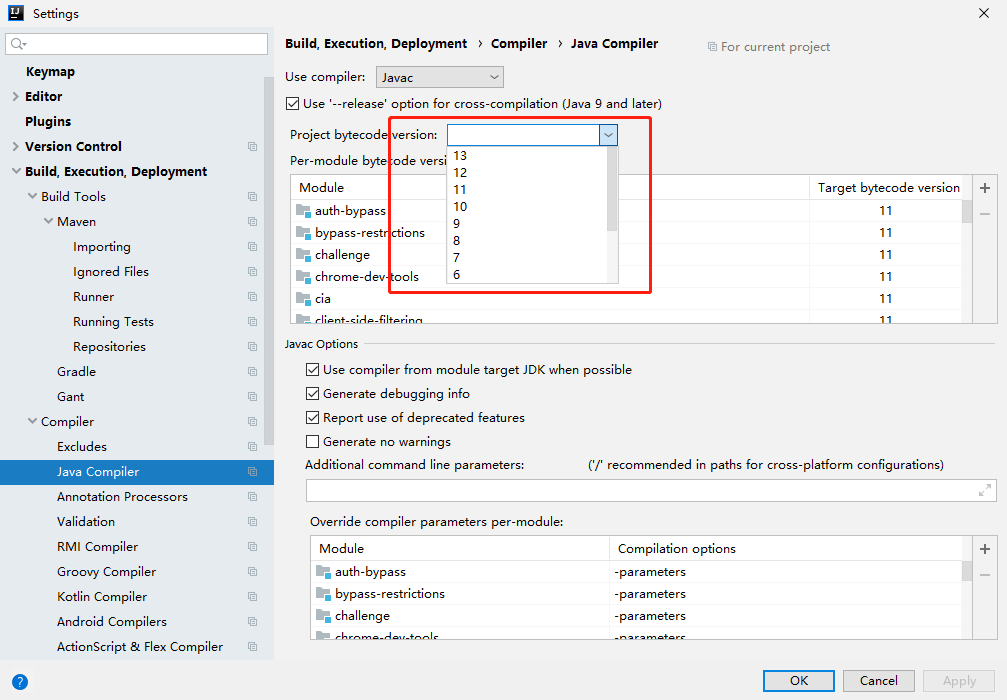 Settings
Keymap
Editor
Plugins
Version Control
Build, Execution, Deployment
Build Tools
Maven
Importing
Ignored Files
Runner
Running Tests
Repositories
Gradle
Gant
Compiler
Excludes
Java Compiler
Annotation Processors
Validation
RMI Compiler
Groovy Compiler
Kotlin Compiler
Android Compilers
ActionScript & Flex Compiler
Build, Execution, Deployment › Compiler › Java Compiler
For current project
Use compiler: Javac
Use '--release' option for cross-compilation (Java 9 and later)
Project bytecode version:
13
12
11
10
9
8
7
6
Per-module bytecode versi
Module Target bytecode version
auth-bypass 11
bypass-restrictions 11
challenge 11
chrome-dev-tools 11
cia 11
client-side-filtering 11
Javac Options
Use compiler from module target JDK when possible
Generate debugging info
Report use of deprecated features
Generate no warnings
Additional command line parameters: ('/' recommended in paths for cross-platform configurations)
Override compiler parameters per-module:
Module Compilation options
auth-bypass -parameters
bypass-restrictions -parameters
challenge -parameters
chrome-dev-tools -parameters
? OK Cancel Apply